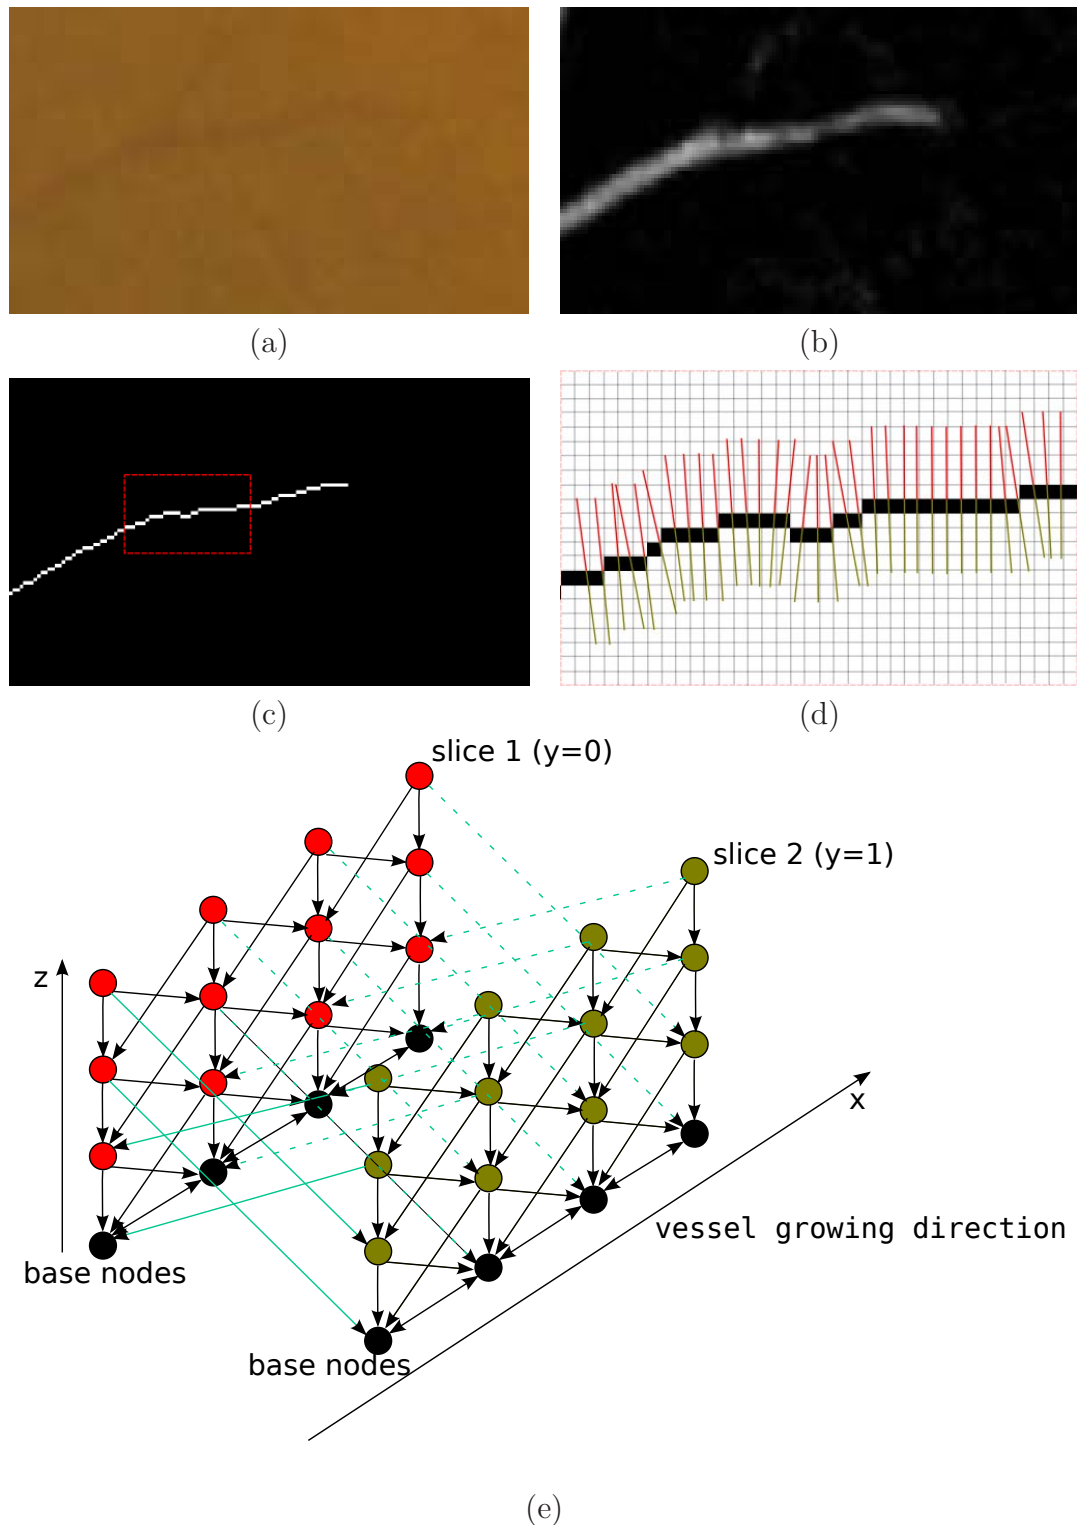 (a)
(b)
(c)
(d)
slice 1 (y=0)
slice 2 (y=1)
z
x
vessel growing direction
base nodes
base nodes
(e)